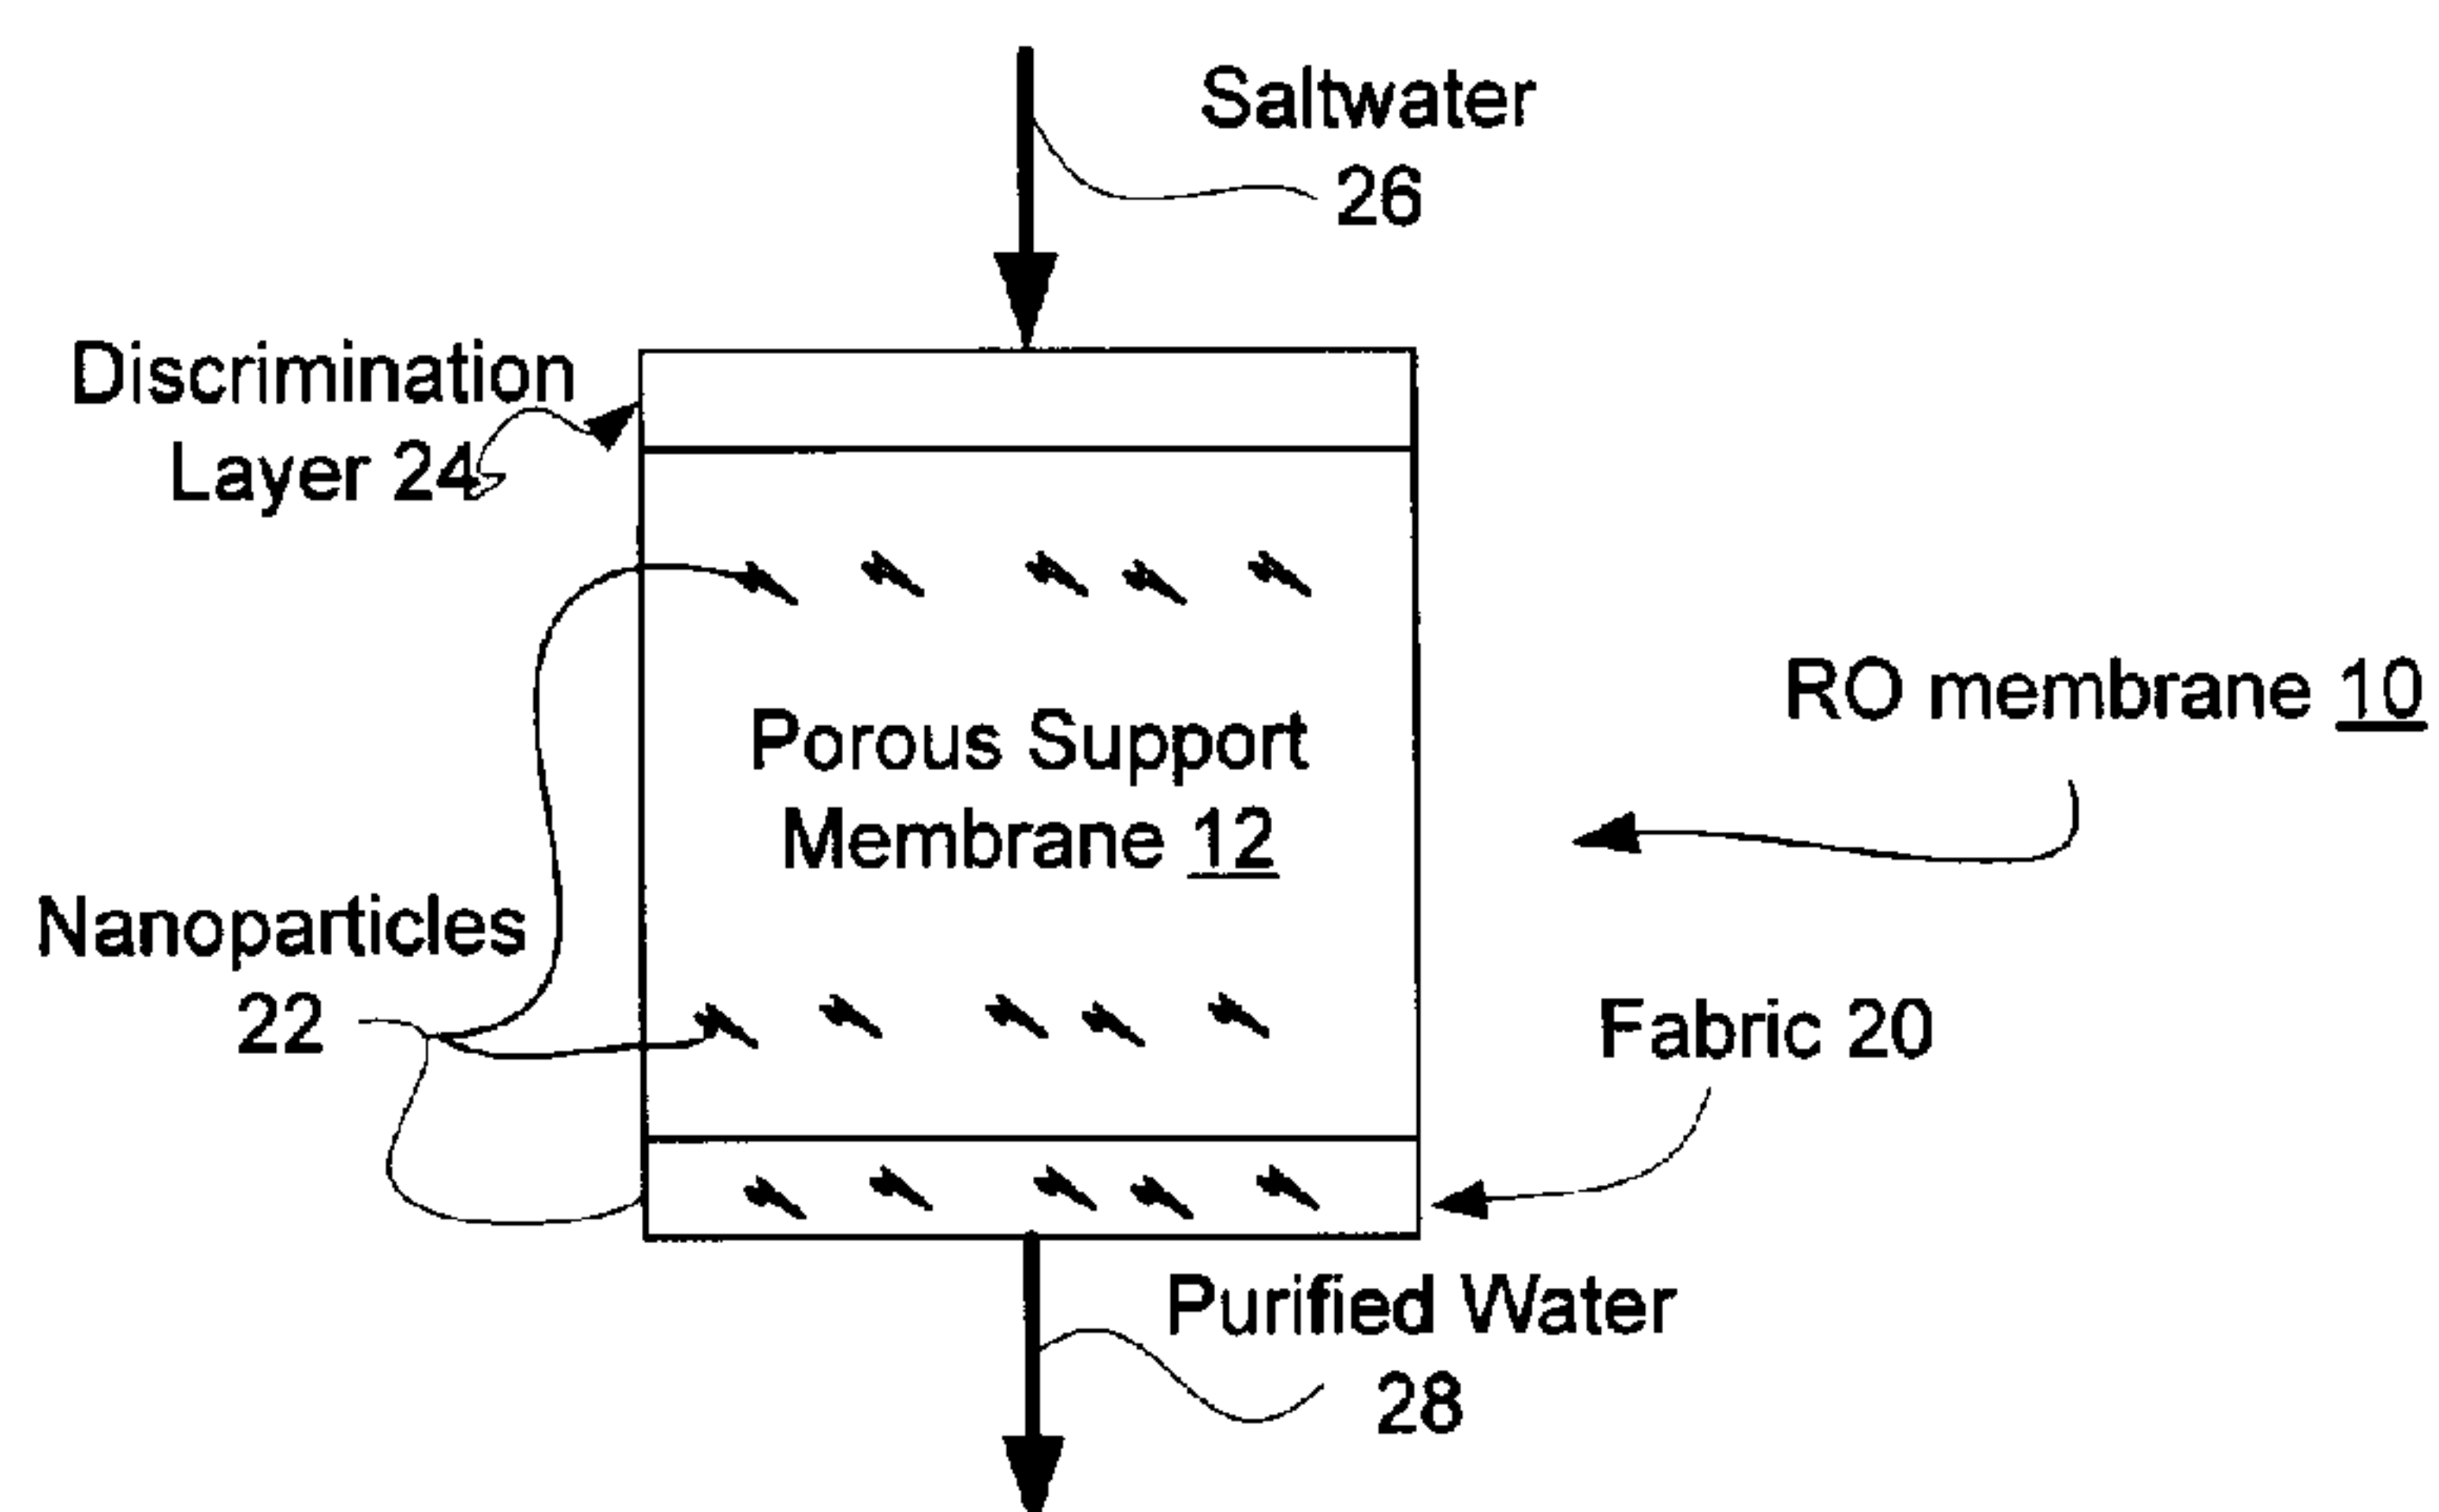 Saltwater
26
Discrimination
Layer 24
RO membrane 10
Porous Support
Membrane 12
Nanoparticles
22
Fabric 20
Purified Water
28